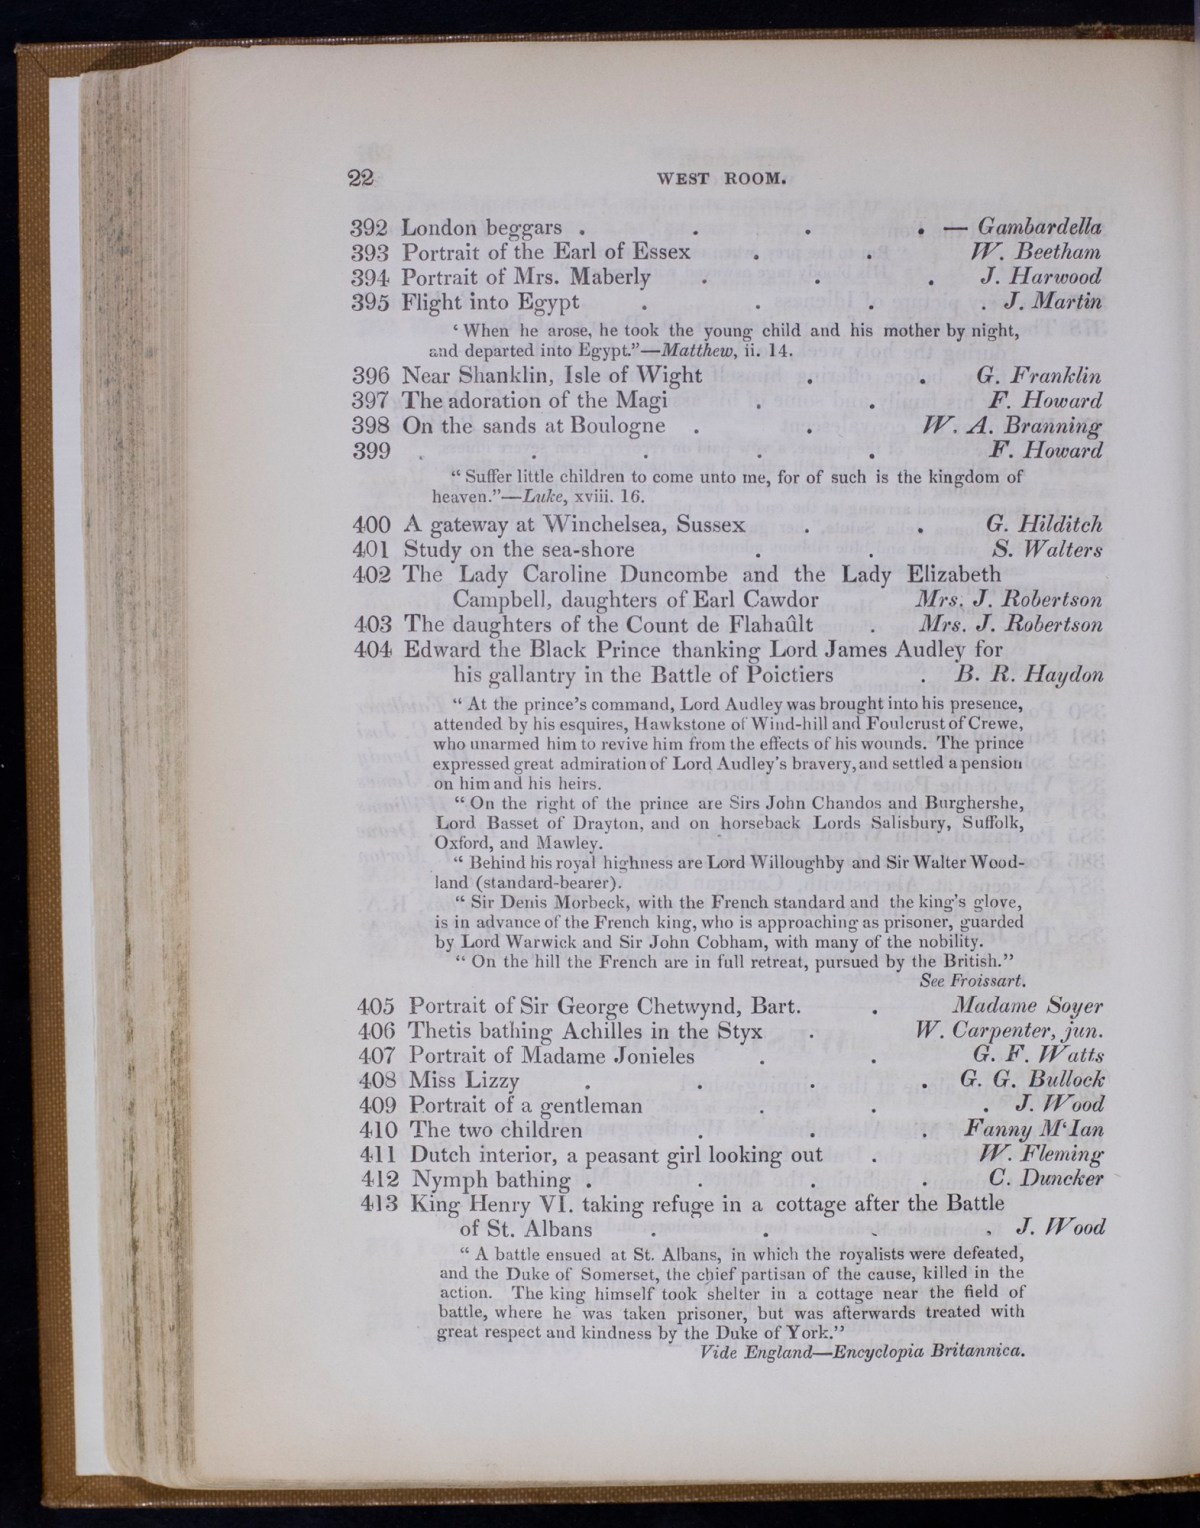 22 WEST ROOM.
392 London beggars . . . . — Gambardella
393 Portrait of the Earl of Essex . . W. Beetham
394 Portrait of Mrs. Maberly . . . J. Harwood
395 Flight into Egypt . . . . J. Martin
‘ When he arose, he took the young child and his mother by night,
and departed into Egypt.”—Matthew, ii. 14.
396 Near Shanklin, Isle of Wight . . G. Franklin
397 The adoration of the Magi . . F. Howard
398 On the sands at Boulogne . . W. A. Branning
399 . . . . . F. Howard
“ Suffer little children to come unto me, for of such is the kingdom of
heaven.”—Luke, xviii. 16.
400 A gateway at Winchelsea, Sussex . . G. Hilditch
401 Study on the sea-shore . . S. Walters
402 The Lady Caroline Duncombe and the Lady Elizabeth
Campbell, daughters of Earl Cawdor Mrs. J. Robertson
403 The daughters of the Count de Flahaûlt . Mrs. J. Robertson
404 Edward the Black Prince thanking Lord James Audley for
his gallantry in the Battle of Poictiers . B. R. Haydon
“ At the prince’s command, Lord Audley was brought into his presence,
attended by his esquires, Hawkstone of Wind-hill and Foulcrust of Crewe,
who unarmed him to revive him from the effects of his wounds. The prince
expressed great admiration of Lord Audley’s bravery, and settled a pension
on him and his heirs.
“ On the right of the prince are Sirs John Chandos and Burghershe,
Lord Basset of Drayton, and on horseback Lords Salisbury, Suffolk,
Oxford, and Mawley.
“ Behind his royal highness are Lord Willoughby and Sir Walter Wood-
land (standard-bearer).
“ Sir Denis Morbeck, with the French standard and the king’s glove,
is in advance of the French king, who is approaching as prisoner, guarded
by Lord Warwick and Sir John Cobham, with many of the nobility.
“ On the hill the French are in full retreat, pursued by the British.”
See Froissart.
405 Portrait of Sir George Chetwynd, Bart. . Madame Soyer
406 Thetis bathing Achilles in the Styx . W. Carpenter, jun.
407 Portrait of Madame Jonieles . . G. F. Watts
408 Miss Lizzy . . . . G. G. Bullock
409 Portrait of a gentleman . . . J. Wood
410 The two children . . . Fanny M‘Ian
411 Dutch interior, a peasant girl looking out . W. Fleming
412 Nymph bathing . . . . C. Duncker
413 King Henry VI. taking refuge in a cottage after the Battle
of St. Albans . . . . J. Wood
“ A battle ensued at St. Albans, in which the royalists were defeated,
and the Duke of Somerset, the chief partisan of the cause, killed in the
action. The king himself took shelter in a cottage near the field of
battle, where he was taken prisoner, but was afterwards treated with
great respect and kindness by the Duke of York.”
Vide England—Encyclopia Britannica.